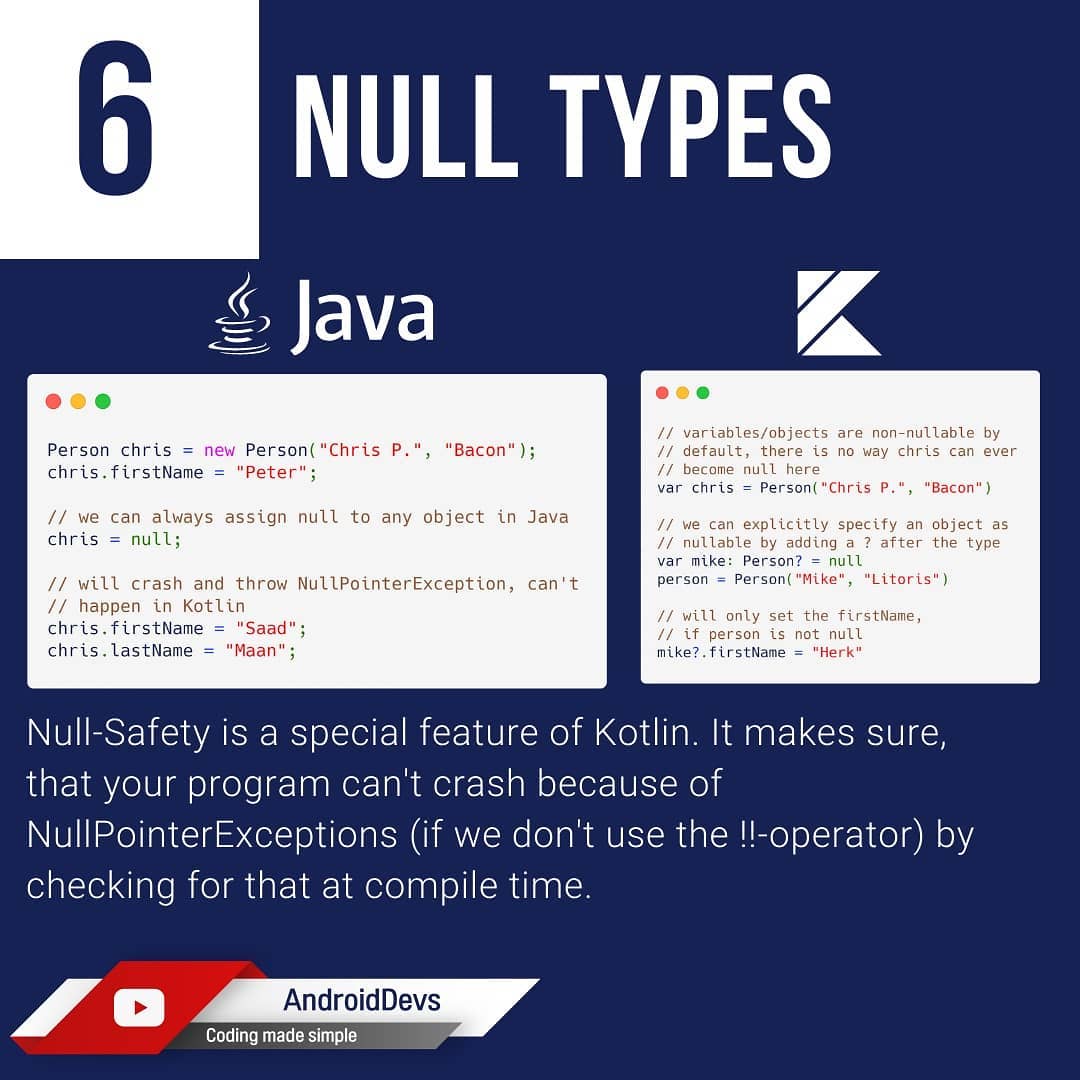 6
NULL TYPES
Java
Person chris = new Person("Chris P.", "Bacon");
chris.firstName = "Peter";
// we can always assign null to any object in Java
chris = null;
// will crash and throw NullPointerException, can't
// happen in Kotlin
chris.firstName = "Saad";
chris.lastName = "Maan";
// variables/objects are non-nullable by
// default, there is no way chris can ever
// become null here
var chris = Person("Chris P.", "Bacon")
// we can explicitly specify an object as
// nullable by adding a ? after the type
var mike: Person? = null
person = Person("Mike", "Litoris")
// will only set the firstName,
// if person is not null
mike?.firstName = "Herk"
Null-Safety is a special feature of Kotlin. It makes sure,
that your program can't crash because of
NullPointerExceptions (if we don't use the !!-operator) by
checking for that at compile time.
AndroidDevs
Coding made simple